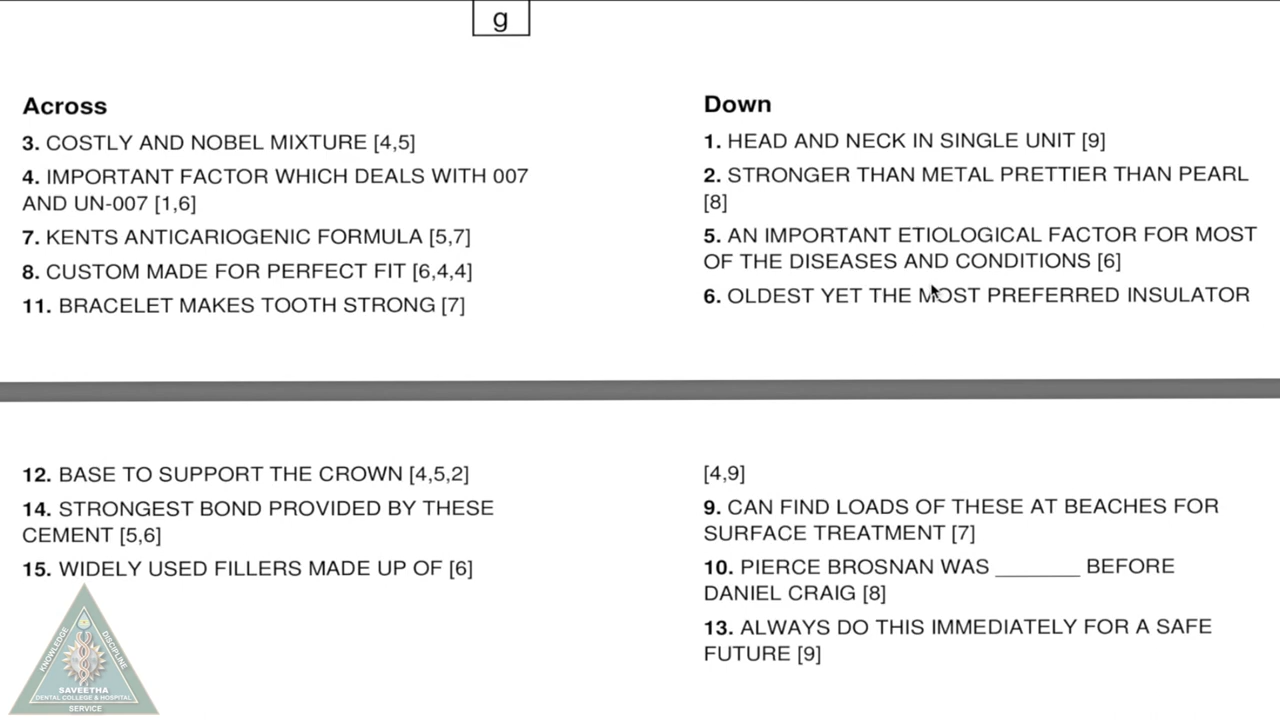 g
Across
3. COSTLY AND NOBEL MIXTURE [4,5]
4. IMPORTANT FACTOR WHICH DEALS WITH 007
AND UN-007 [1,6]
7. KENTS ANTICARIOGENIC FORMULA [5,7]
8. CUSTOM MADE FOR PERFECT FIT [6,4,4]
11. BRACELET MAKES TOOTH STRONG [7]
Down
1. HEAD AND NECK IN SINGLE UNIT [9]
2. STRONGER THAN METAL PRETTIER THAN PEARL
[8]
5. AN IMPORTANT ETIOLOGICAL FACTOR FOR MOST
OF THE DISEASES AND CONDITIONS [6]
6. OLDEST YET THE MOST PREFERRED INSULATOR
12. BASE TO SUPPORT THE CROWN [4,5,2]
14. STRONGEST BOND PROVIDED BY THESE
CEMENT [5,6]
15. WIDELY USED FILLERS MADE UP OF [6]
[4,9]
9. CAN FIND LOADS OF THESE AT BEACHES FOR
SURFACE TREATMENT [7]
10. PIERCE BROSNAN WAS _______ BEFORE
DANIEL CRAIG [8]
13. ALWAYS DO THIS IMMEDIATELY FOR A SAFE
FUTURE [9]
KNOWLEDGE
DISCIPLINE
SAVEETHA
DENTAL COLLEGE & HOSPITAL
SERVICE